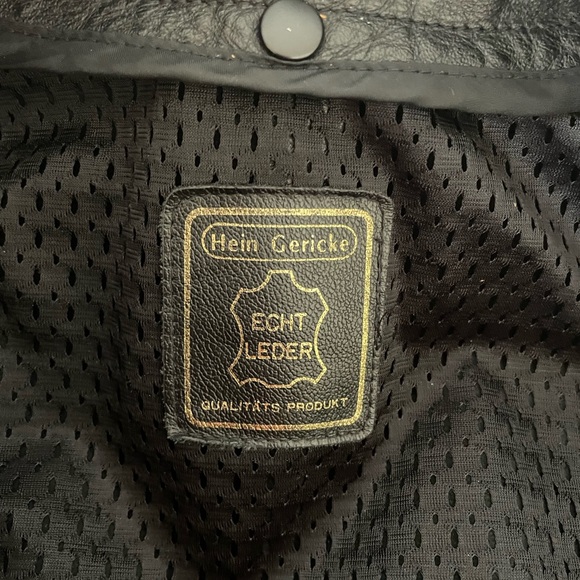 Hein Gericke
ECHT
LEDER
QUALITÄTS PRODUKT